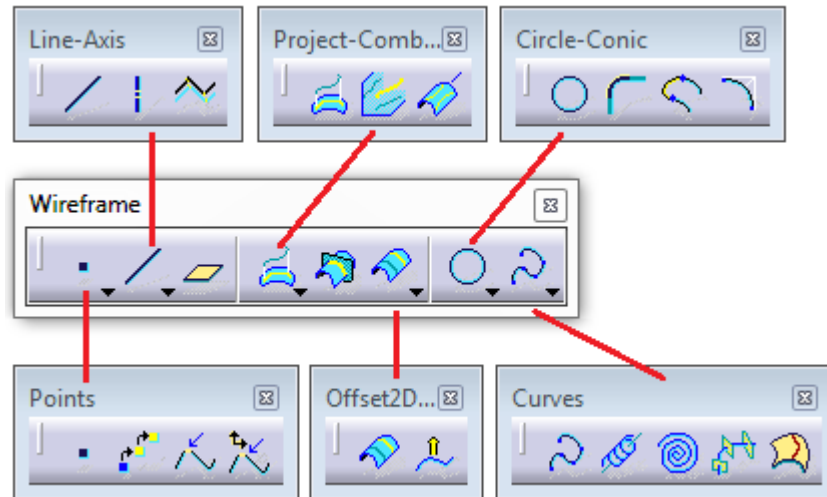 Line-Axis
Project-Comb...
Circle-Conic
Wireframe
Points
Offset2D...
Curves